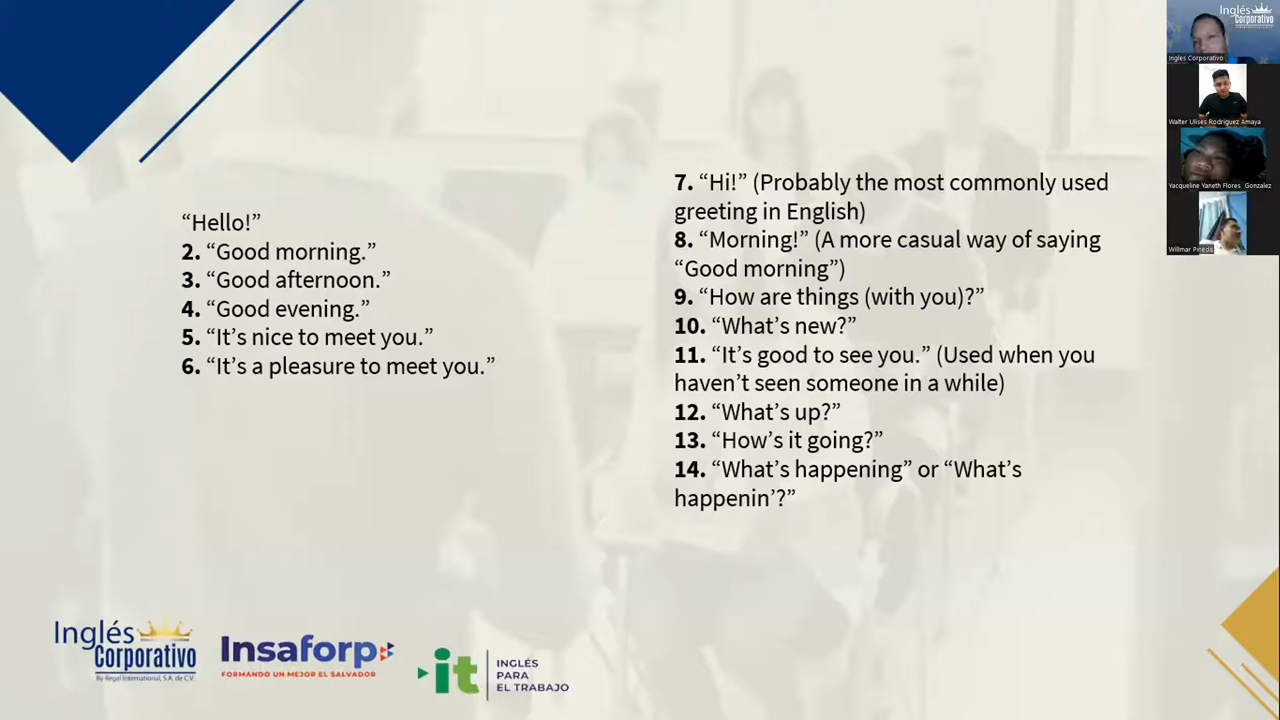 “Hello!”
2. “Good morning.”
3. “Good afternoon.”
4. “Good evening.”
5. “It’s nice to meet you.”
6. “It’s a pleasure to meet you.”
7. “Hi!” (Probably the most commonly used
greeting in English)
8. “Morning!” (A more casual way of saying
“Good morning”)
9. “How are things (with you)?”
10. “What’s new?”
11. “It’s good to see you.” (Used when you
haven’t seen someone in a while)
12. “What’s up?”
13. “How’s it going?”
14. “What’s happening” or “What’s
happenin’?”
Inglés
Corporativo
By Regal International, S.A. de C.V.
Insaforp
FORMANDO UN MEJOR EL SALVADOR
it
INGLÉS
PARA
EL TRABAJO
Inglés
Corporativo
Ingles Corporativo
Walter Ulises Rodriguez Amaya
Yacqueline Yaneth Flores Gonzalez
Willmar Pineda